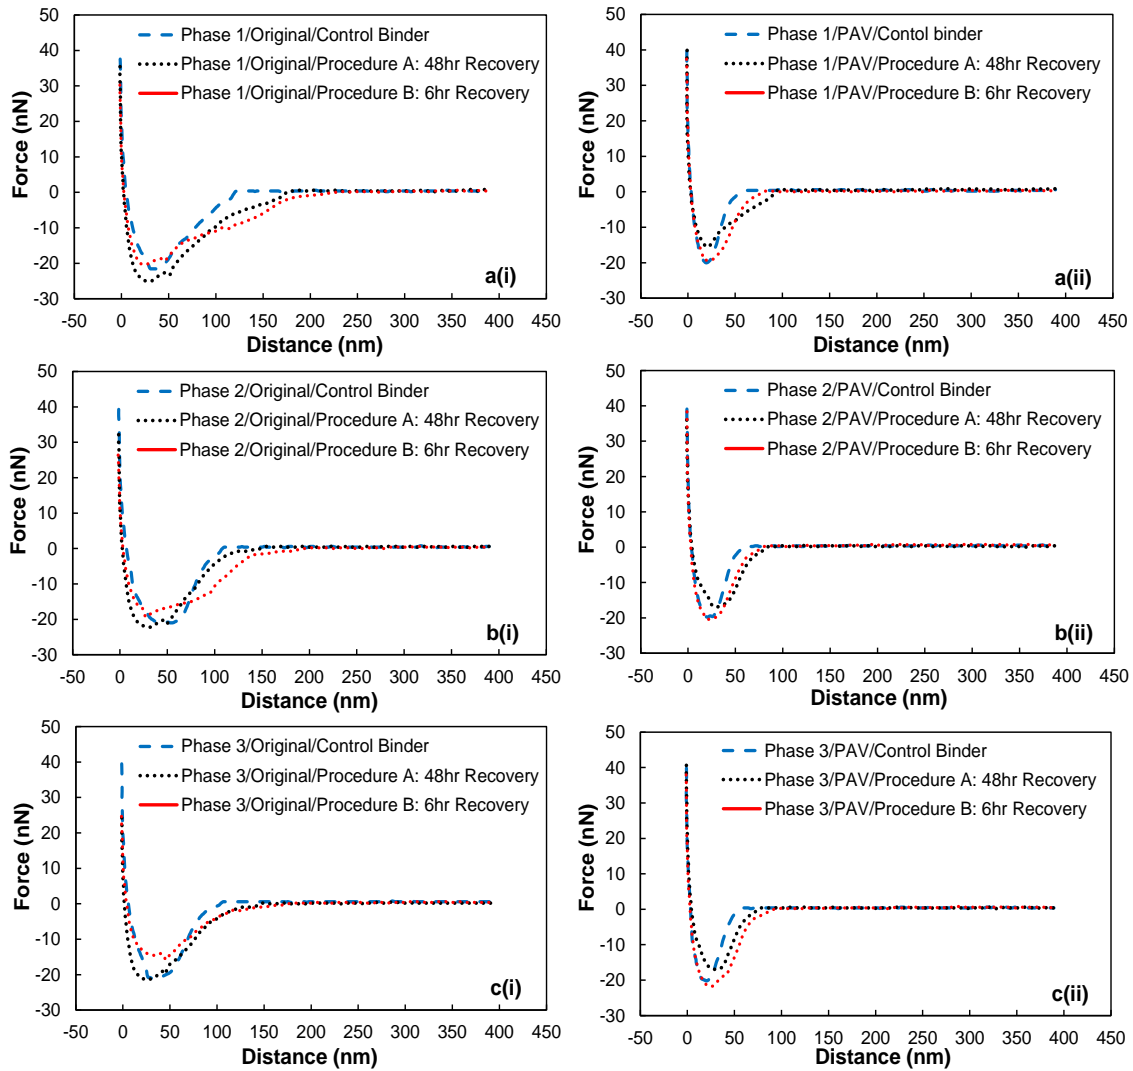 50
40
30
20
10
0
-10
-20
-30
Force (nN)
Phase 1/Original/Control Binder
Phase 1/Original/Procedure A: 48hr Recovery
Phase 1/Original/Procedure B: 6hr Recovery
a(i)
-50 0 50 100 150 200 250 300 350 400 450
Distance (nm)
50
40
30
20
10
0
-10
-20
-30
Force (nN)
Phase 1/PAV/Contol binder
Phase 1/PAV/Procedure A: 48hr Recovery
Phase 1/PAV/Procedure B: 6hr Recovery
a(ii)
-50 0 50 100 150 200 250 300 350 400 450
Distance (nm)
50
40
30
20
10
0
-10
-20
-30
Force (nN)
Phase 2/Original/Control Binder
Phase 2/Original/Procedure A: 48hr Recovery
Phase 2/Original/Procedure B: 6hr Recovery
b(i)
-50 0 50 100 150 200 250 300 350 400 450
Distance (nm)
50
40
30
20
10
0
-10
-20
-30
Force (nN)
Phase 2/PAV/Control Binder
Phase 2/PAV/Procedure A: 48hr Recovery
Phase 2/PAV/Procedure B: 6hr Recovery
b(ii)
-50 0 50 100 150 200 250 300 350 400 450
Distance (nm)
50
40
30
20
10
0
-10
-20
-30
Force (nN)
Phase 3/Original/Control Binder
Phase 3/Original/Procedure A: 48hr Recovery
Phase 3/Original/Procedure B: 6hr Recovery
c(i)
-50 0 50 100 150 200 250 300 350 400 450
Distance (nm)
50
40
30
20
10
0
-10
-20
-30
Force (nN)
Phase 3/PAV/Control Binder
Phase 3/PAV/Procedure A: 48hr Recovery
Phase 3/PAV/Procedure B: 6hr Recovery
c(ii)
-50 0 50 100 150 200 250 300 350 400 450
Distance (nm)